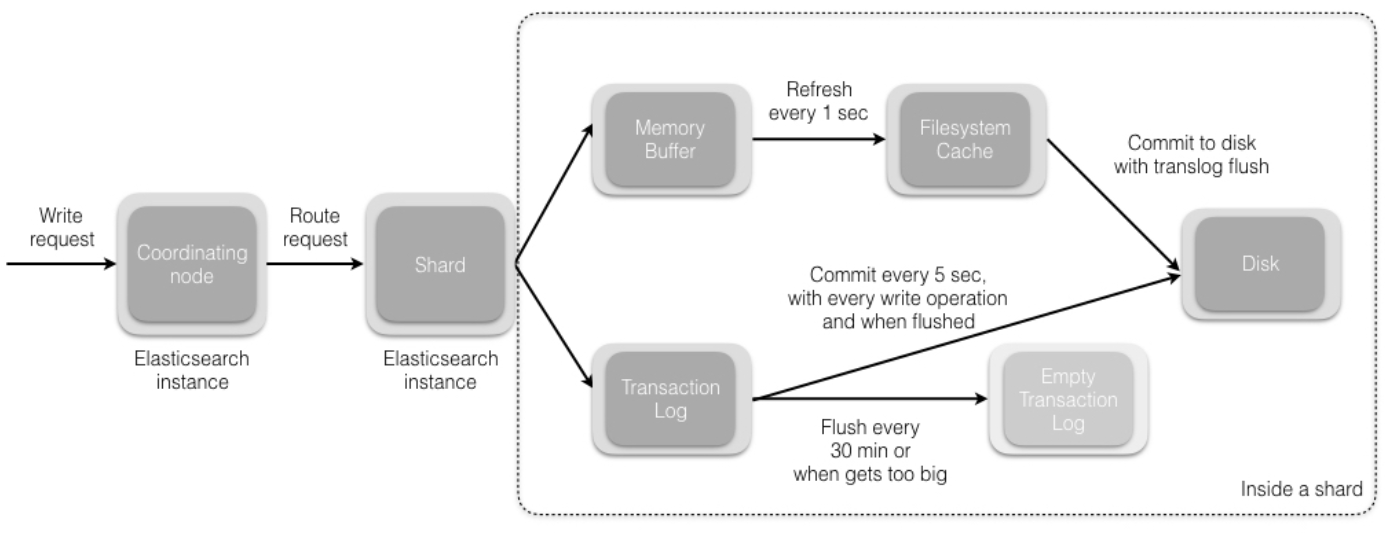 Write
request
Coordinating
node
Elasticsearch
instance
Route
request
Shard
Elasticsearch
instance
Memory
Buffer
Refresh
every 1 sec
Filesystem
Cache
Commit to disk
with translog flush
Disk
Commit every 5 sec,
with every write operation
and when flushed
Transaction
Log
Flush every
30 min or
when gets too big
Empty
Transaction
Log
Inside a shard